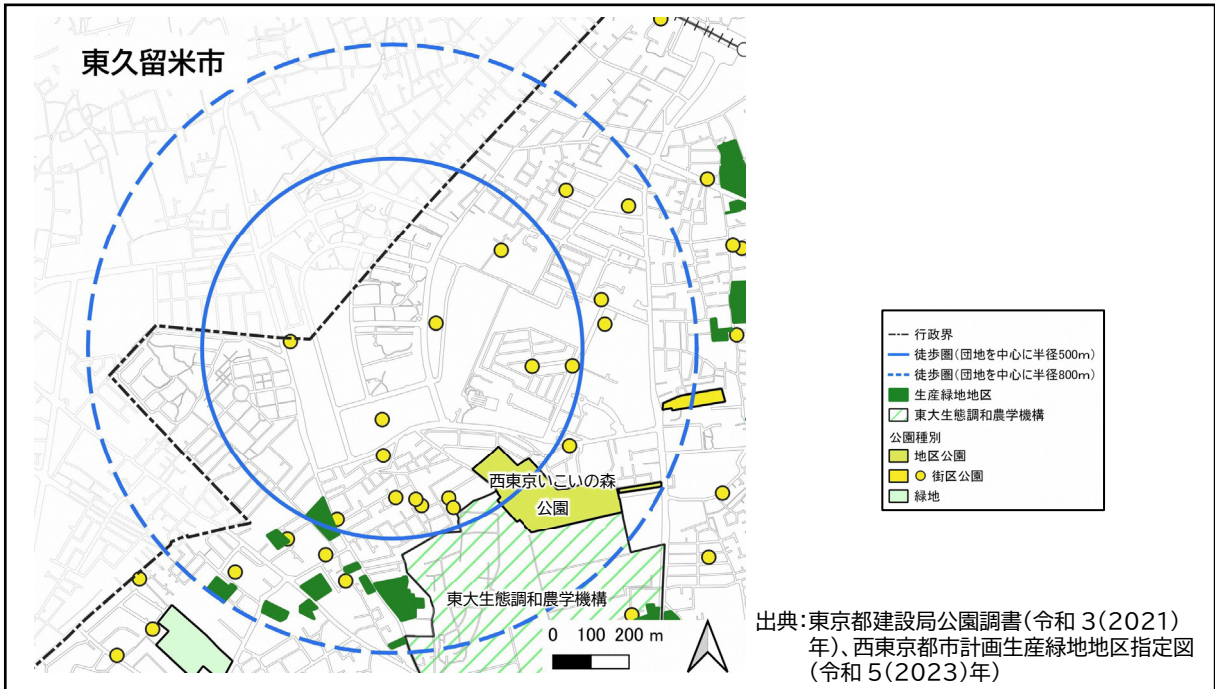 東久留米市
西東京いこいの森
公園
東大生態調和農学機構
0 100 200 m
行政界
徒歩圏(団地を中心に半径500m)
徒歩圏(団地を中心に半径800m)
生産緑地地区
東大生態調和農学機構
公園種別
地区公園
街区公園
緑地
出典:東京都建設局公園調書(令和 3(2021)
年)、西東京都市計画生産緑地地区指定図
(令和 5(2023)年)